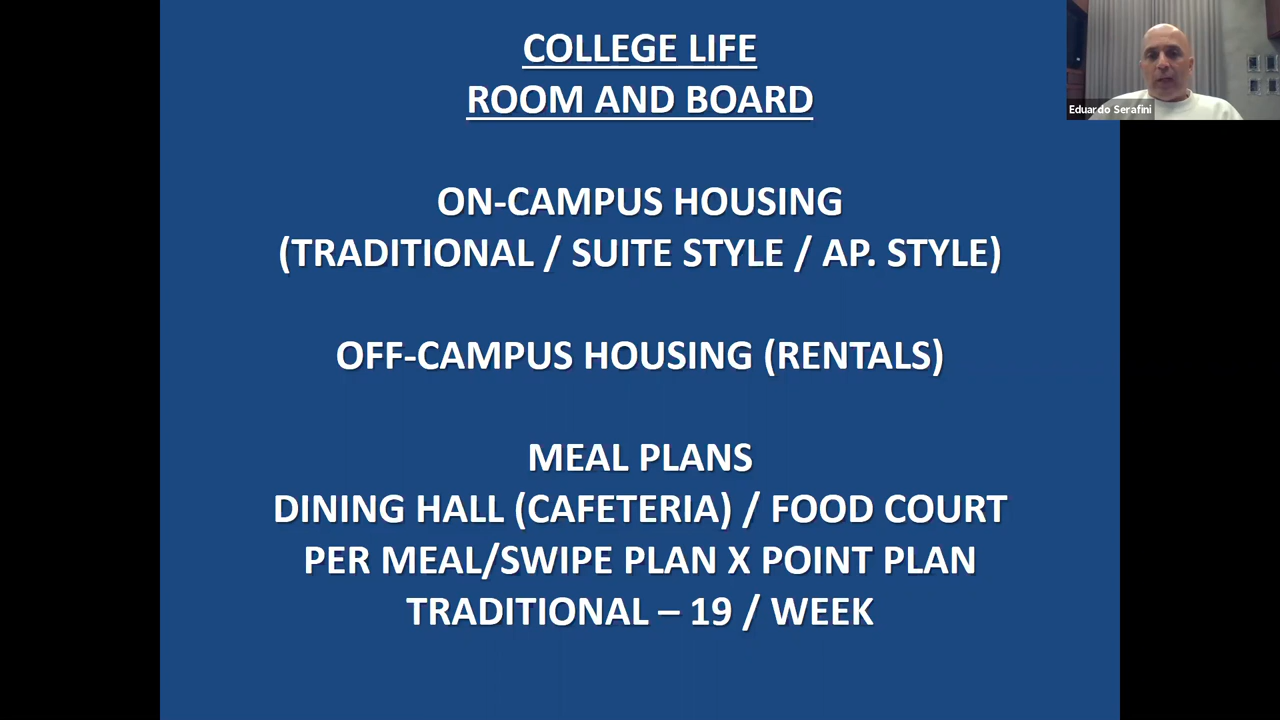 COLLEGE LIFE
ROOM AND BOARD
ON-CAMPUS HOUSING
(TRADITIONAL / SUITE STYLE / AP. STYLE)
OFF-CAMPUS HOUSING (RENTALS)
MEAL PLANS
DINING HALL (CAFETERIA) / FOOD COURT
PER MEAL/SWIPE PLAN X POINT PLAN
TRADITIONAL – 19 / WEEK
Eduardo Serafini